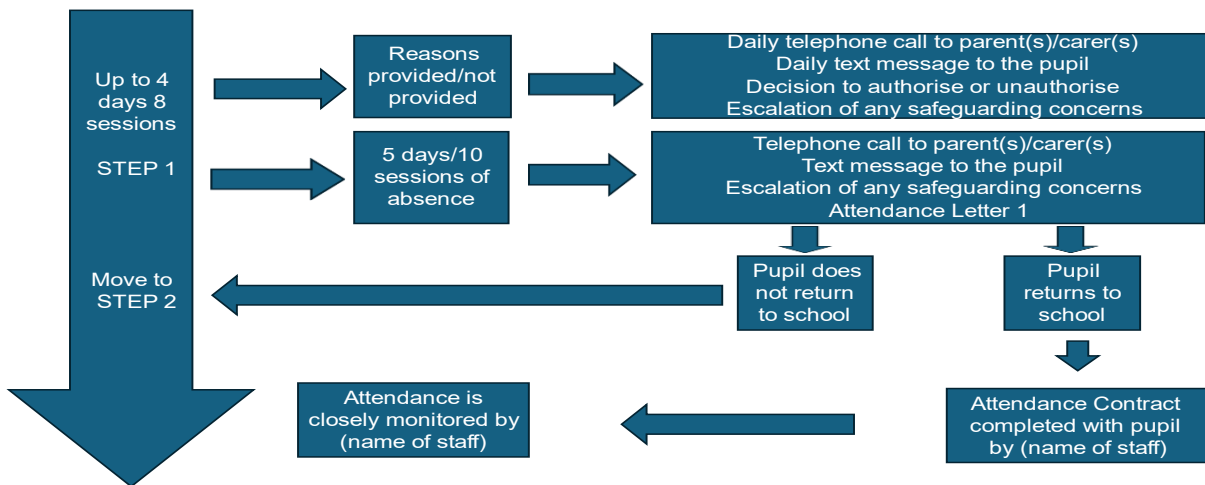 Up to 4
days 8
sessions
Reasons
provided/not
provided
Daily telephone call to parent(s)/carer(s)
Daily text message to the pupil
Decision to authorise or unauthorise
Escalation of any safeguarding concerns
STEP 1
5 days/10
sessions of
absence
Telephone call to parent(s)/carer(s)
Text message to the pupil
Escalation of any safeguarding concerns
Attendance Letter 1
Move to
STEP 2
Pupil does
not return
to school
Pupil
returns to
school
Attendance Contract
completed with pupil
by (name of staff)
Attendance is
closely monitored by
(name of staff)